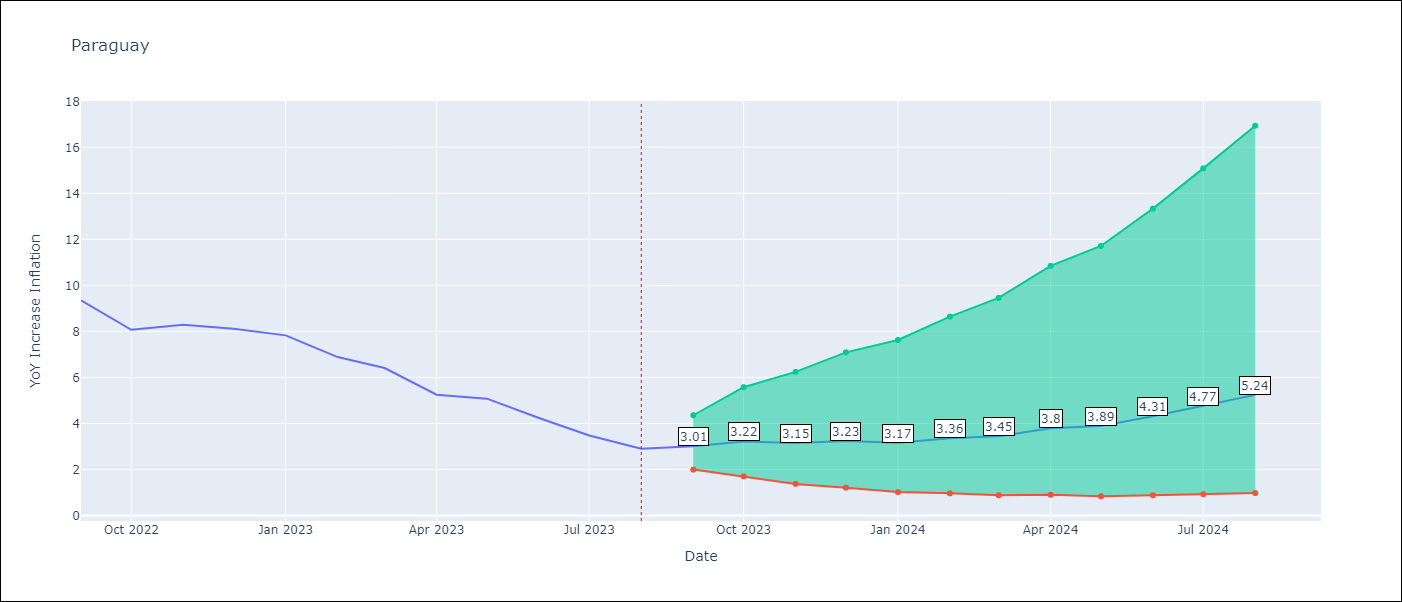 Paraguay
18
16
14
12
10
8
6
4
2
0
YoY Increase Inflation
3.01
3.22
3.15
3.23
3.17
3.36
3.45
3.8
3.89
4.31
4.77
5.24
Oct 2022
Jan 2023
Apr 2023
Jul 2023
Oct 2023
Jan 2024
Apr 2024
Jul 2024
Date